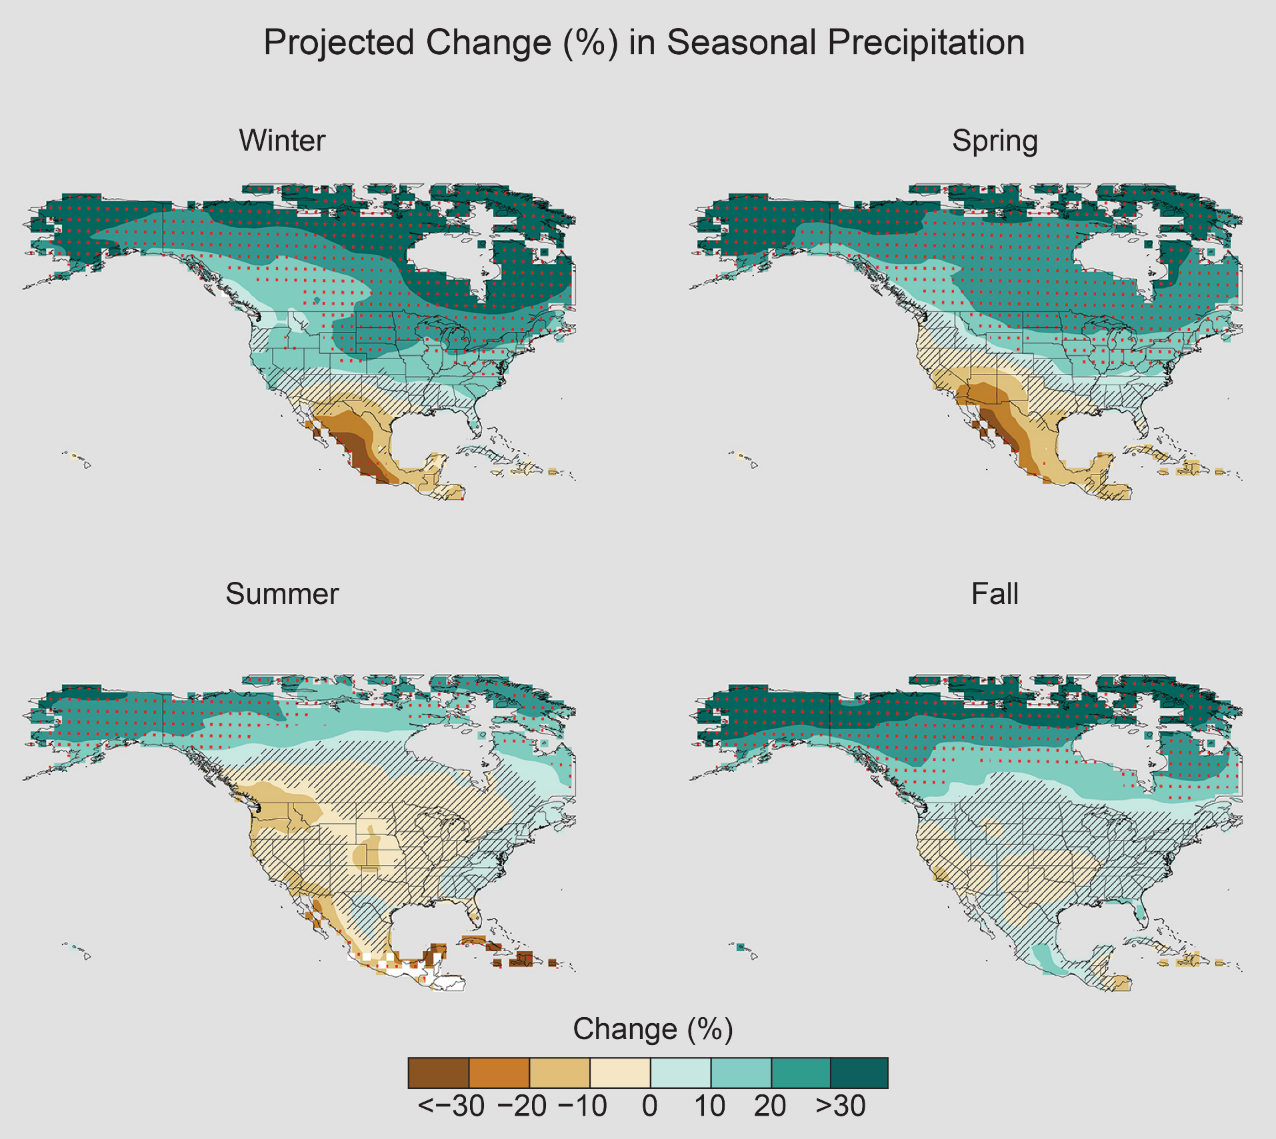 Projected Change (%) in Seasonal Precipitation
Winter
Spring
Summer
Fall
Change (%)
<−30 −20 −10 0 10 20 >30